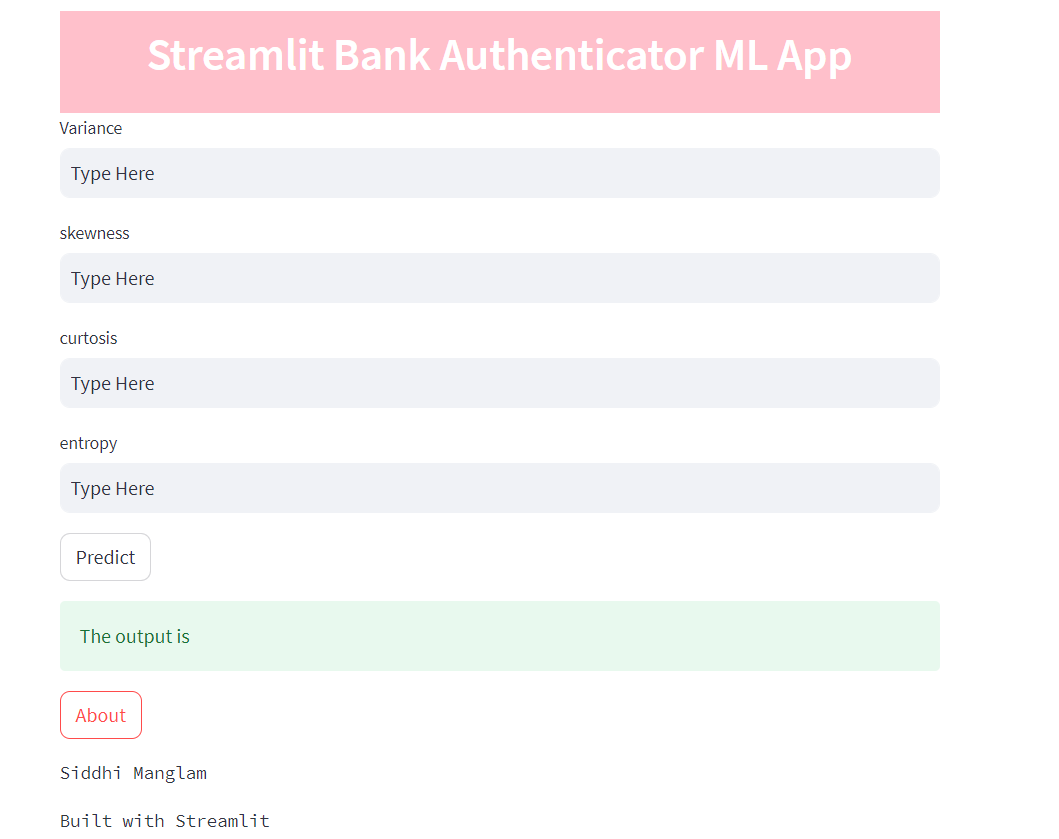 Streamlit Bank Authenticator ML App
Variance
Type Here
skewness
Type Here
curtosis
Type Here
entropy
Type Here
Predict
The output is
About
Siddhi Manglam
Built with Streamlit